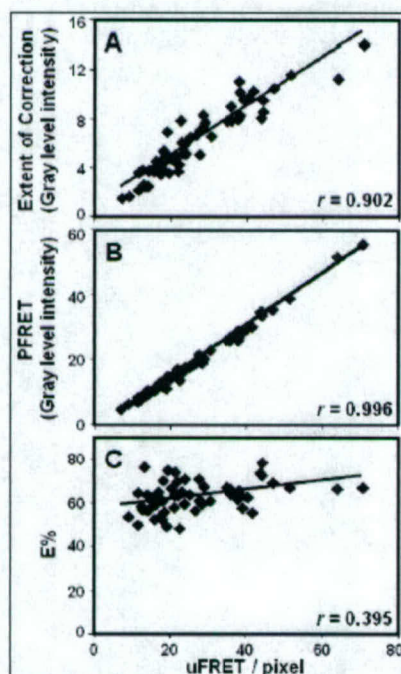 A
Extent of Correction
(Gray level intensity)
16
12
8
4
0
r = 0.902
B
PFRET
(Gray level intensity)
60
40
20
0
r = 0.996
C
E%
100
80
60
40
20
0
r = 0.395
0 20 40 60 80
uFRET / pixel